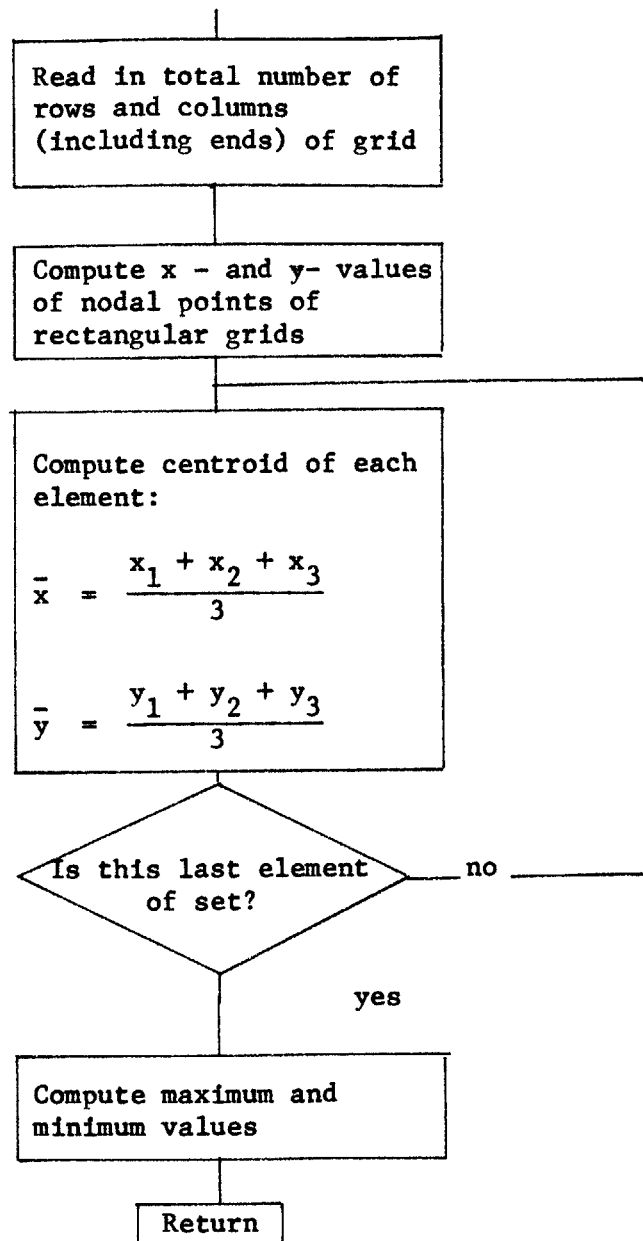 Read in total number of
rows and columns
(including ends) of grid
Compute x - and y- values
of nodal points of
rectangular grids
Compute centroid of each
element:
x̄ = (x₁ + x₂ + x₃)/3
ȳ = (y₁ + y₂ + y₃)/3
Is this last element
of set?
no
yes
Compute maximum and
minimum values
Return